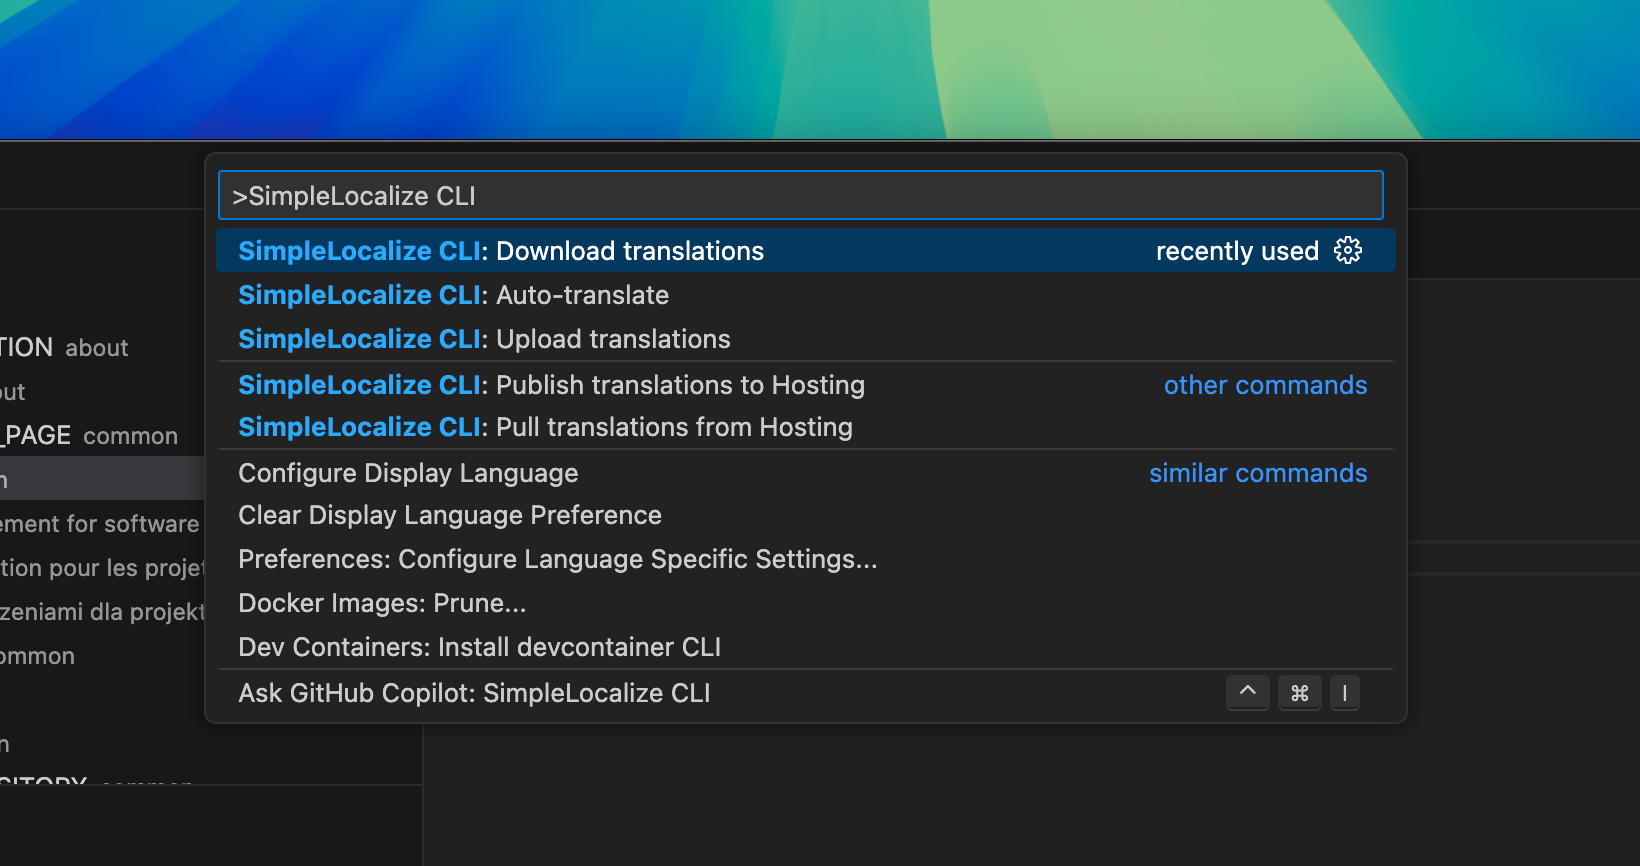 >SimpleLocalize CLI
SimpleLocalize CLI: Download translations recently used
SimpleLocalize CLI: Auto-translate
SimpleLocalize CLI: Upload translations
SimpleLocalize CLI: Publish translations to Hosting other commands
SimpleLocalize CLI: Pull translations from Hosting
Configure Display Language similar commands
Clear Display Language Preference
Preferences: Configure Language Specific Settings...
Docker Images: Prune...
Dev Containers: Install devcontainer CLI
Ask GitHub Copilot: SimpleLocalize CLI ^ ⌘ I
TION about
out
_PAGE common
n
ement for software
tion pour les projet
zeniami dla projekt
ommon
n
SITORY common